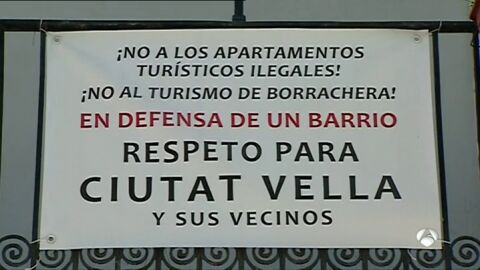 ¡NO A LOS APARTAMENTOS
TURÍSTICOS ILEGALES!
¡NO AL TURISMO DE BORRACHERA!
EN DEFENSA DE UN BARRIO
RESPETO PARA
CIUTAT VELLA
Y SUS VECINOS